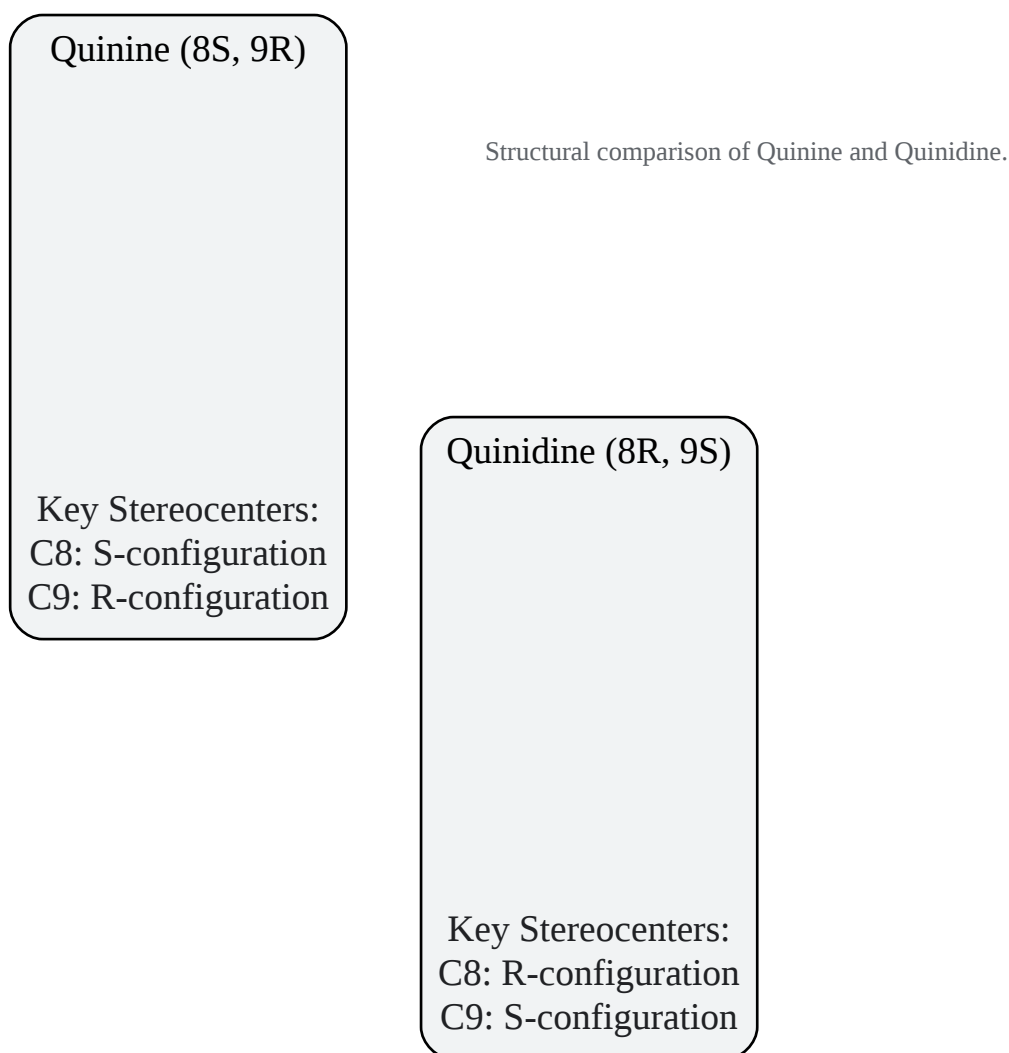 Quinine (8S, 9R)
Structural comparison of Quinine and Quinidine.
Key Stereocenters:
C8: S-configuration
C9: R-configuration
Quinidine (8R, 9S)
Key Stereocenters:
C8: R-configuration
C9: S-configuration